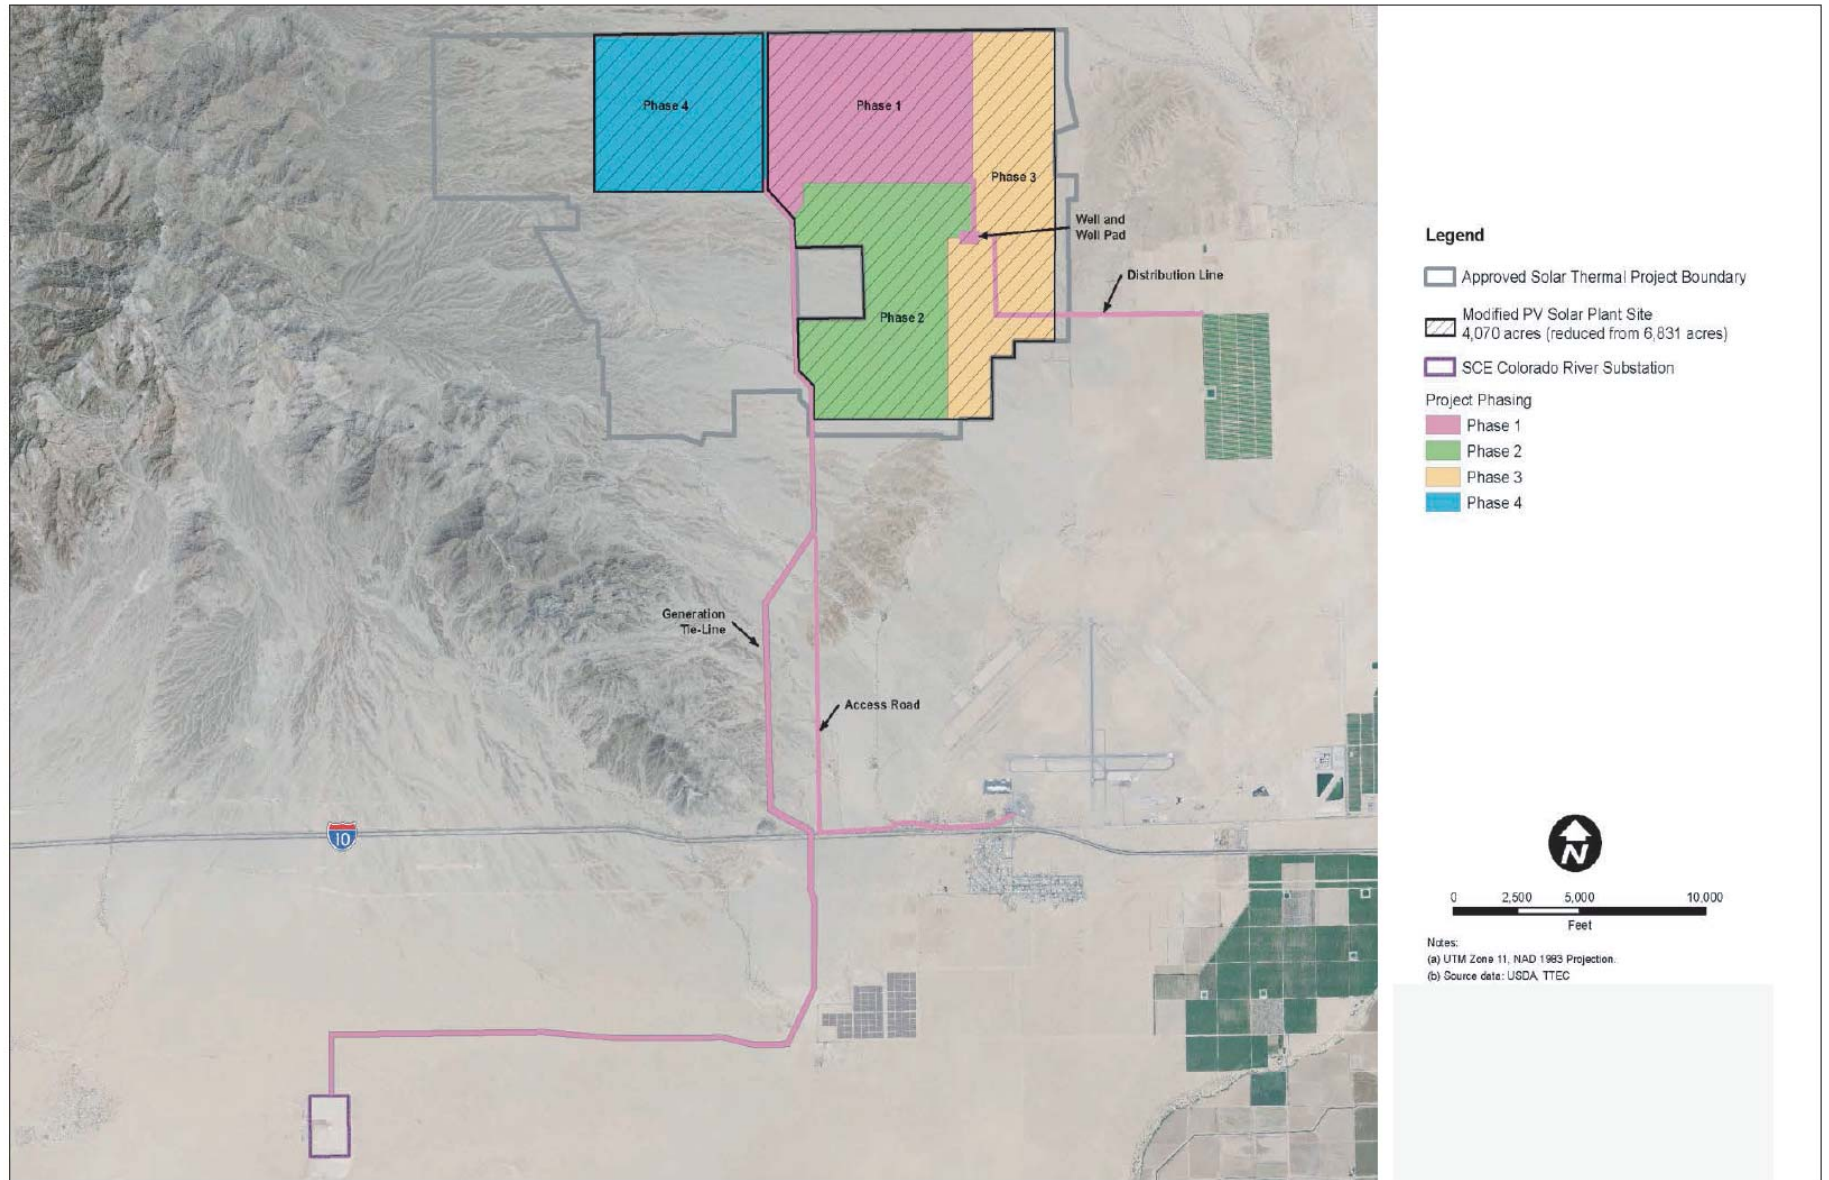 Phase 4
Phase 1
Phase 3
Well and
Well Pad
Distribution Line
Phase 2
Generation
Tie-Line
Access Road
10
Legend
Approved Solar Thermal Project Boundary
Modified PV Solar Plant Site
4,070 acres (reduced from 6,831 acres)
SCE Colorado River Substation
Project Phasing
Phase 1
Phase 2
Phase 3
Phase 4
N
0 2,500 5,000 10,000
Feet
Notes:
(a) UTM Zone 11, NAD 1983 Projection.
(b) Source data: USDA, TTEC